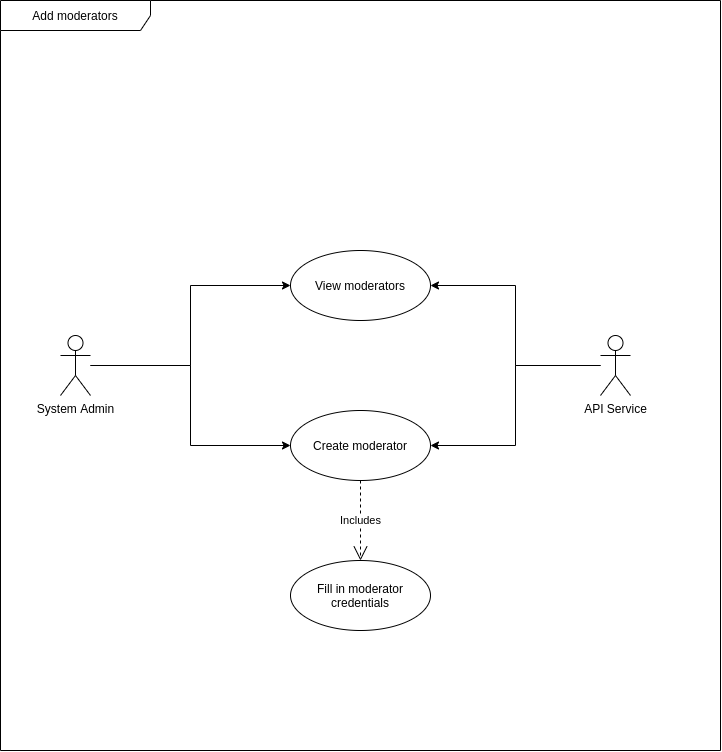 Add moderators
View moderators
System Admin
API Service
Create moderator
Includes
Fill in moderator
credentials